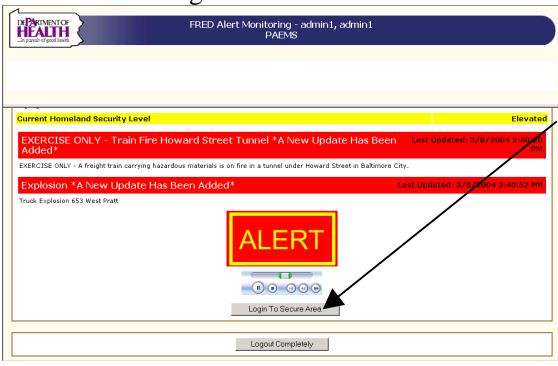 DEPARTMENT OF
HEALTH
...in pursuit of good health
FRED Alert Monitoring - admin1, admin1
PAEMS
Current Homeland Security Level
Elevated
EXERCISE ONLY - Train Fire Howard Street Tunnel *A New Update Has Been Added*
Last Updated:
PM
EXERCISE ONLY - A freight train carrying hazardous materials is on fire in a tunnel under Howard Street in Baltimore City.
Explosion *A New Update Has Been Added*
Last Updated: 3/8/2004 3:40:52 PM
Truck Explosion 653 West Pratt
ALERT
Login To Secure Area
Logout Completely